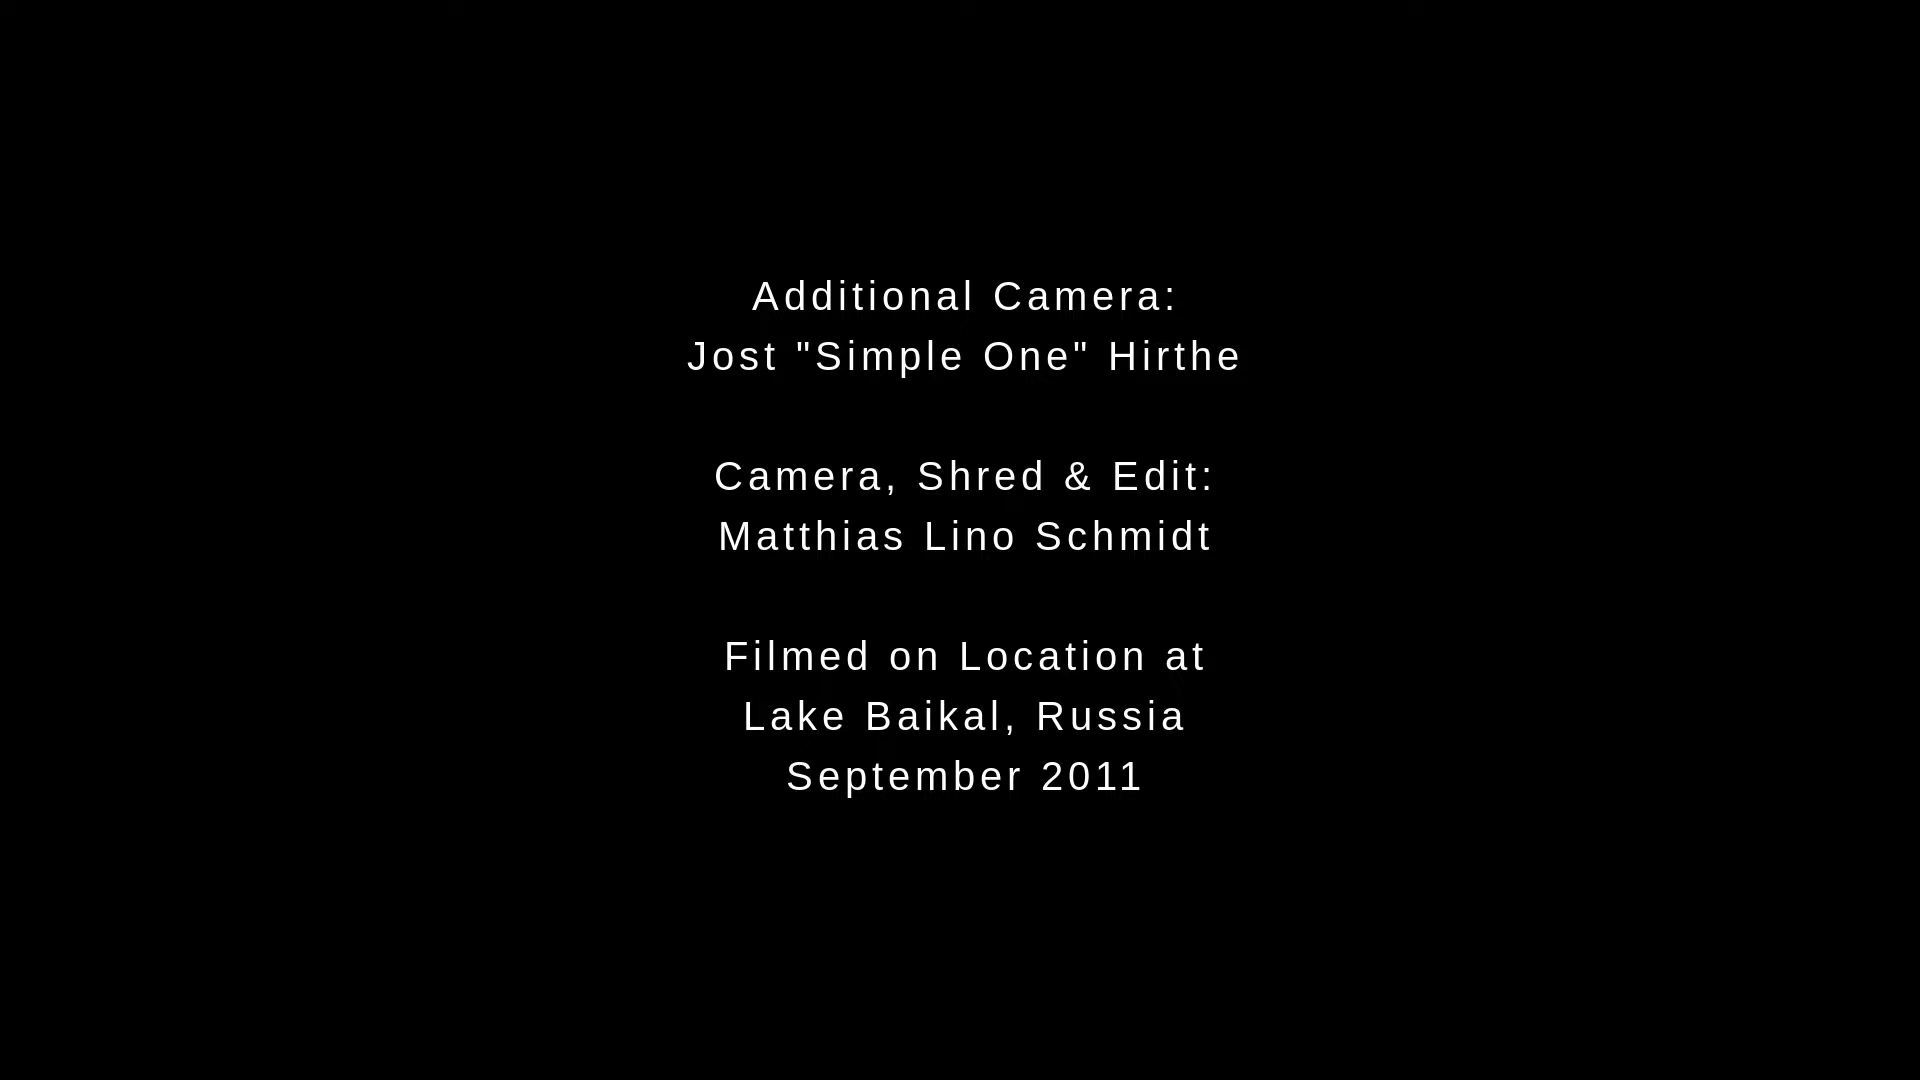 Additional Camera:
Jost "Simple One" Hirthe
Camera, Shred & Edit:
Matthias Lino Schmidt
Filmed on Location at
Lake Baikal, Russia
September 2011